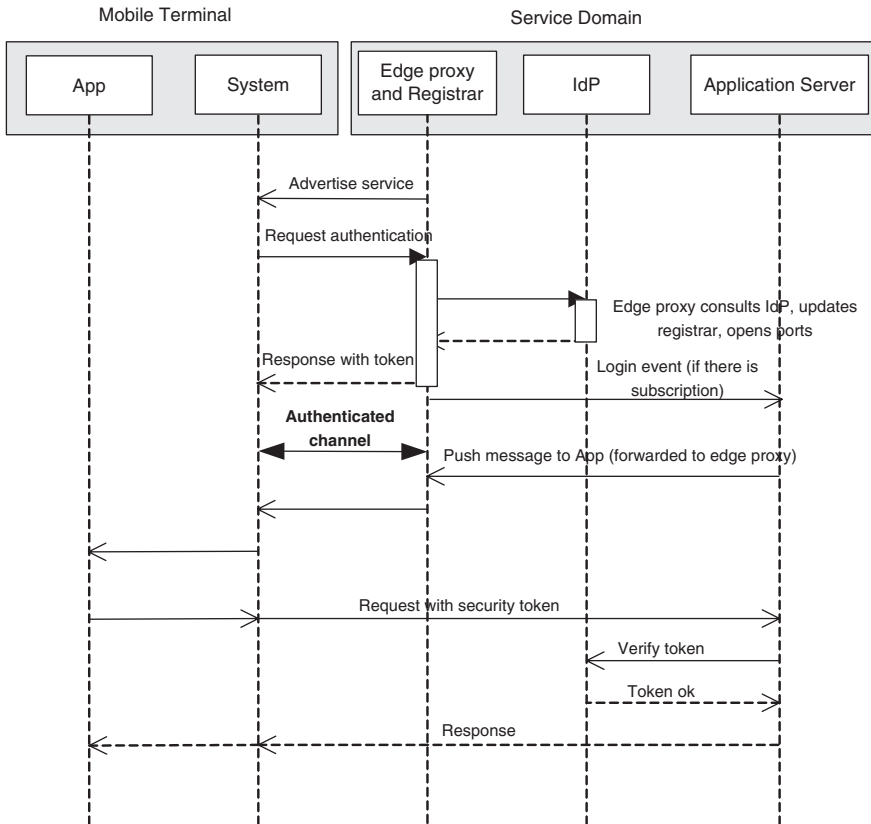 Mobile Terminal
Service Domain
App
System
Edge proxy
and Registrar
IdP
Application Server
Advertise service
Request authentication
Edge proxy consults IdP, updates
registrar, opens ports
Response with token
Login event (if there is
subscription)
Authenticated
channel
Push message to App (forwarded to edge proxy)
Request with security token
Verify token
Token ok
Response